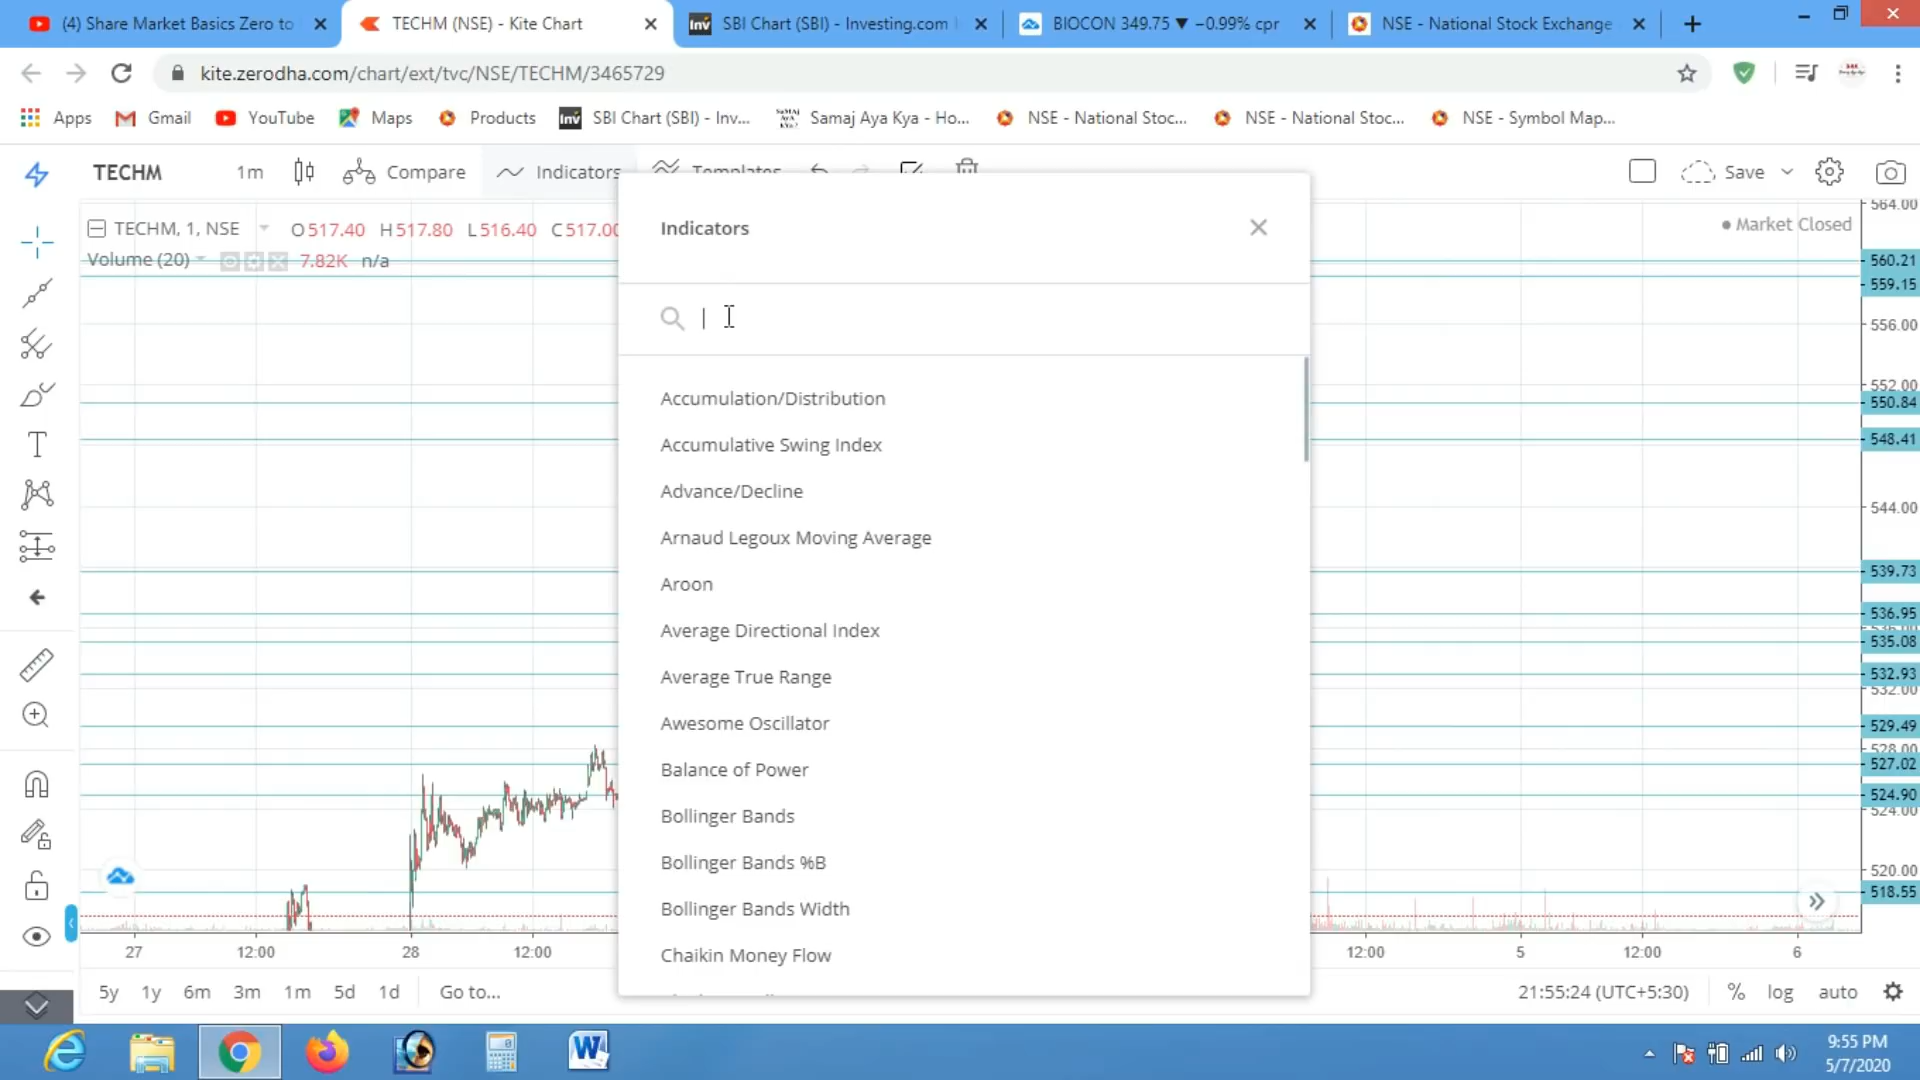 (4) Share Market Basics Zero to
TECHM (NSE) - Kite Chart
SBI Chart (SBI) - Investing.com
BIOCON 349.75 ▼ −0.99% cpr
NSE - National Stock Exchange
kite.zerodha.com/chart/ext/tvc/NSE/TECHM/3465729
Apps
Gmail
YouTube
Maps
Products
SBI Chart (SBI) - Inv...
Samaj Aya Kya - Ho...
NSE - National Stoc...
NSE - National Stoc...
NSE - Symbol Map...
TECHM
1m
Compare
Indicators
Templates
Save
TECHM, 1, NSE
O517.40 H517.80 L516.40 C517.00
Market Closed
Volume (20)
7.82K n/a
Indicators
Accumulation/Distribution
Accumulative Swing Index
Advance/Decline
Arnaud Legoux Moving Average
Aroon
Average Directional Index
Average True Range
Awesome Oscillator
Balance of Power
Bollinger Bands
Bollinger Bands %B
Bollinger Bands Width
Chaikin Money Flow
564.00
560.21
559.15
556.00
552.00
550.84
548.41
544.00
539.73
536.95
535.08
532.93
532.00
529.49
528.00
527.02
524.90
524.00
520.00
518.55
27
12:00
28
12:00
12:00
5
12:00
6
5y 1y 6m 3m 1m 5d 1d Go to...
21:55:24 (UTC+5:30) % log auto
9:55 PM
5/7/2020